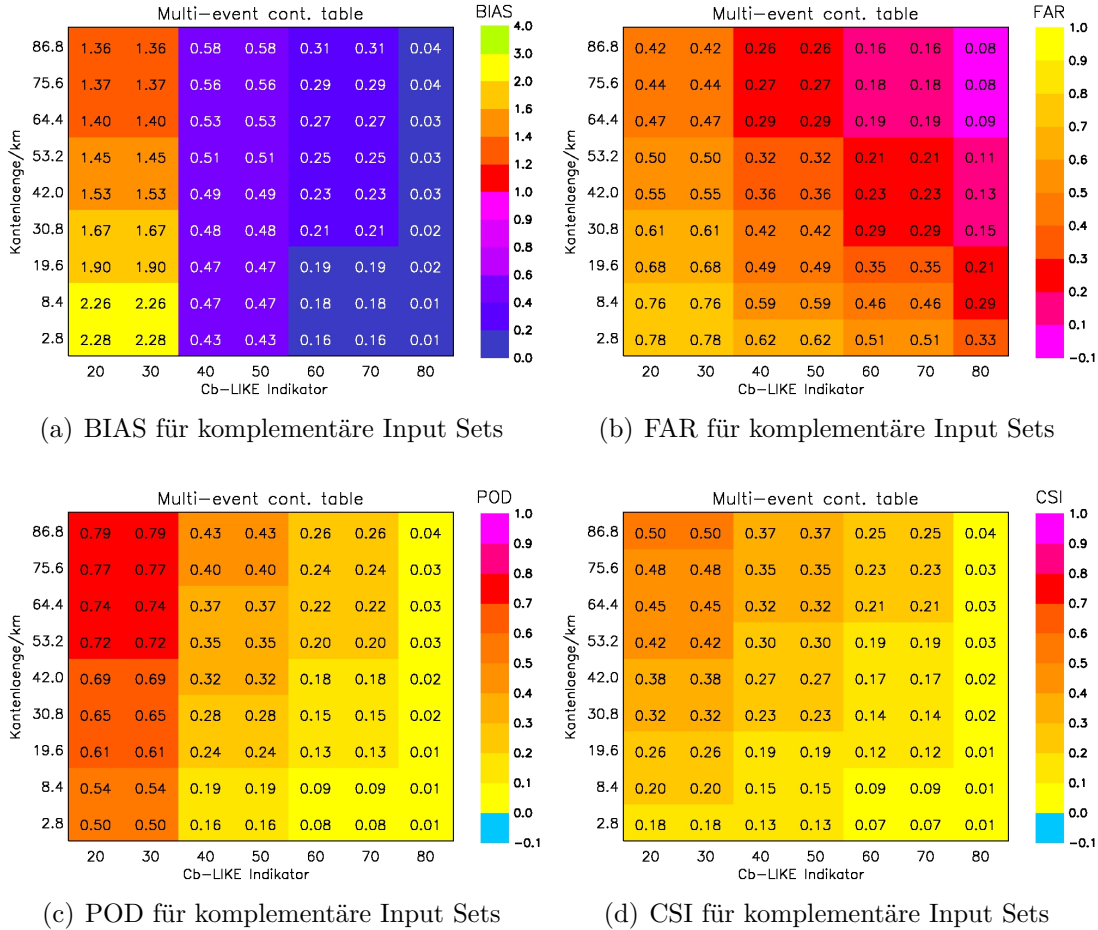 Multi-event cont. table
BIAS
86.8 1.36 1.36 0.58 0.58 0.31 0.31 0.04
75.6 1.37 1.37 0.56 0.56 0.29 0.29 0.04
64.4 1.40 1.40 0.53 0.53 0.27 0.27 0.03
53.2 1.45 1.45 0.51 0.51 0.25 0.25 0.03
42.0 1.53 1.53 0.49 0.49 0.23 0.23 0.03
30.8 1.67 1.67 0.48 0.48 0.21 0.21 0.02
19.6 1.90 1.90 0.47 0.47 0.19 0.19 0.02
8.4 2.26 2.26 0.47 0.47 0.18 0.18 0.01
2.8 2.28 2.28 0.43 0.43 0.16 0.16 0.01
20 30 40 50 60 70 80
Kantenlaenge/km
Cb-LIKE Indikator
4.0
3.0
2.0
1.6
1.4
1.2
1.0
0.9
0.8
0.6
0.4
0.2
0.0
(a) BIAS für komplementäre Input Sets
Multi-event cont. table
FAR
86.8 0.42 0.42 0.26 0.26 0.16 0.16 0.08
75.6 0.44 0.44 0.27 0.27 0.18 0.18 0.08
64.4 0.47 0.47 0.29 0.29 0.19 0.19 0.09
53.2 0.50 0.50 0.32 0.32 0.21 0.21 0.11
42.0 0.55 0.55 0.36 0.36 0.23 0.23 0.13
30.8 0.61 0.61 0.42 0.42 0.29 0.29 0.15
19.6 0.68 0.68 0.49 0.49 0.35 0.35 0.21
8.4 0.76 0.76 0.59 0.59 0.46 0.46 0.29
2.8 0.78 0.78 0.62 0.62 0.51 0.51 0.33
20 30 40 50 60 70 80
Kantenlaenge/km
Cb-LIKE Indikator
1.0
0.9
0.8
0.7
0.6
0.5
0.4
0.3
0.2
0.1
-0.1
(b) FAR für komplementäre Input Sets
Multi-event cont. table
POD
86.8 0.79 0.79 0.43 0.43 0.26 0.26 0.04
75.6 0.77 0.77 0.40 0.40 0.24 0.24 0.03
64.4 0.74 0.74 0.37 0.37 0.22 0.22 0.03
53.2 0.72 0.72 0.35 0.35 0.20 0.20 0.03
42.0 0.69 0.69 0.32 0.32 0.18 0.18 0.02
30.8 0.65 0.65 0.28 0.28 0.15 0.15 0.02
19.6 0.61 0.61 0.24 0.24 0.13 0.13 0.01
8.4 0.54 0.54 0.19 0.19 0.09 0.09 0.01
2.8 0.50 0.50 0.16 0.16 0.08 0.08 0.01
20 30 40 50 60 70 80
Kantenlaenge/km
Cb-LIKE Indikator
1.0
0.9
0.8
0.7
0.6
0.5
0.4
0.3
0.2
0.1
0.0
-0.1
(c) POD für komplementäre Input Sets
Multi-event cont. table
CSI
86.8 0.50 0.50 0.37 0.37 0.25 0.25 0.04
75.6 0.48 0.48 0.35 0.35 0.23 0.23 0.03
64.4 0.45 0.45 0.32 0.32 0.21 0.21 0.03
53.2 0.42 0.42 0.30 0.30 0.19 0.19 0.03
42.0 0.38 0.38 0.27 0.27 0.17 0.17 0.02
30.8 0.32 0.32 0.23 0.23 0.14 0.14 0.02
19.6 0.26 0.26 0.19 0.19 0.12 0.12 0.01
8.4 0.20 0.20 0.15 0.15 0.09 0.09 0.01
2.8 0.18 0.18 0.13 0.13 0.07 0.07 0.01
20 30 40 50 60 70 80
Kantenlaenge/km
Cb-LIKE Indikator
1.0
0.9
0.8
0.7
0.6
0.5
0.4
0.3
0.2
0.1
0.0
-0.1
(d) CSI für komplementäre Input Sets